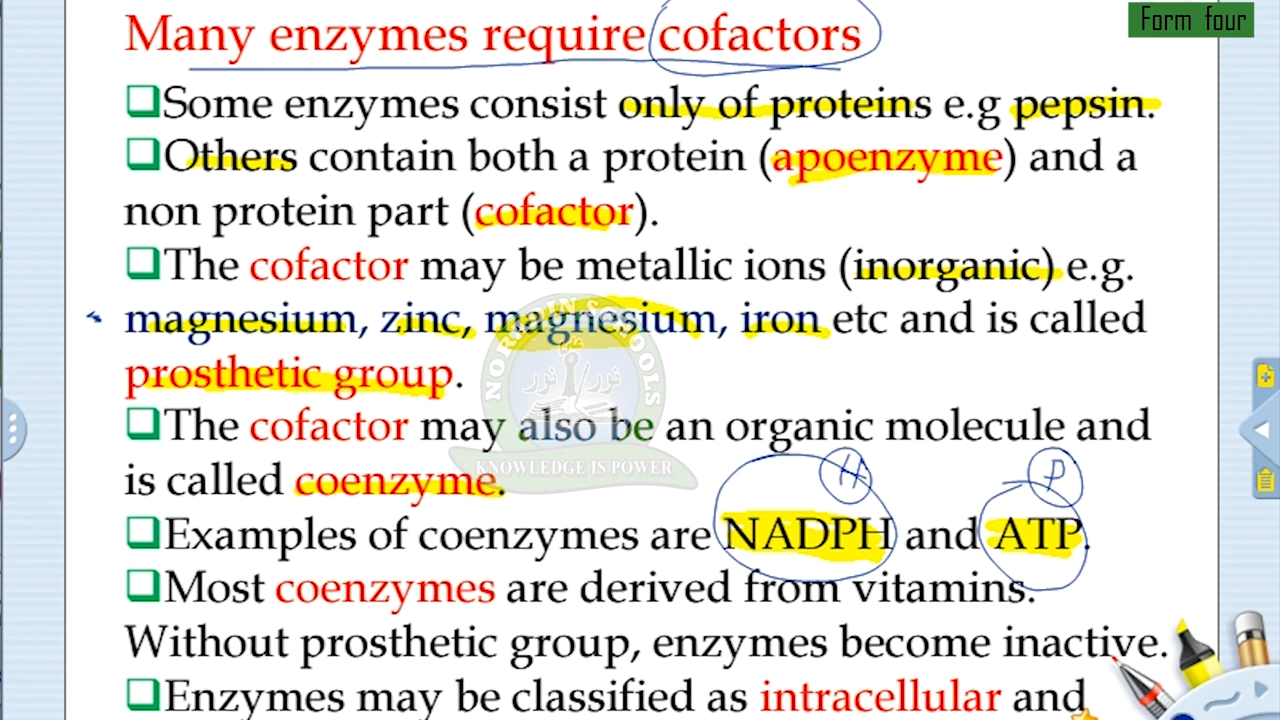 Form four
Many enzymes require cofactors
❑Some enzymes consist only of proteins e.g pepsin.
❑Others contain both a protein (apoenzyme) and a
non protein part (cofactor).
❑The cofactor may be metallic ions (inorganic) e.g.
magnesium, zinc, magnesium, iron etc and is called
prosthetic group.
❑The cofactor may also be an organic molecule and
is called coenzyme.
H P
❑Examples of coenzymes are NADPH and ATP.
❑Most coenzymes are derived from vitamins.
Without prosthetic group, enzymes become inactive.
❑Enzymes may be classified as intracellular and
KNOWLEDGE IS POWER